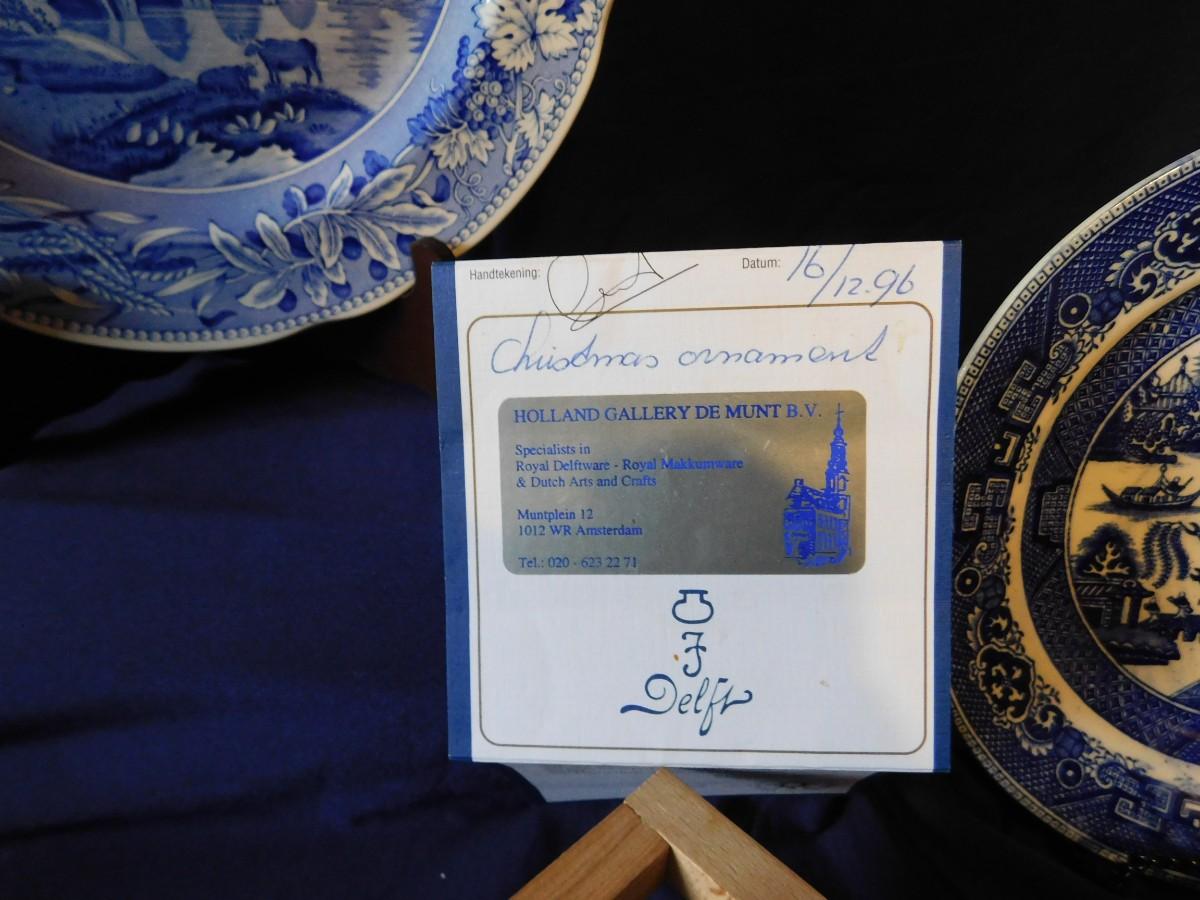 Handtekening:
Datum: 16/12.96
Christmas ornament
HOLLAND GALLERY DE MUNT B.V.
Specialists in
Royal Delftware - Royal Makkumware
& Dutch Arts and Crafts
Muntplein 12
1012 WR Amsterdam
Tel.: 020 - 623 22 71
Delft